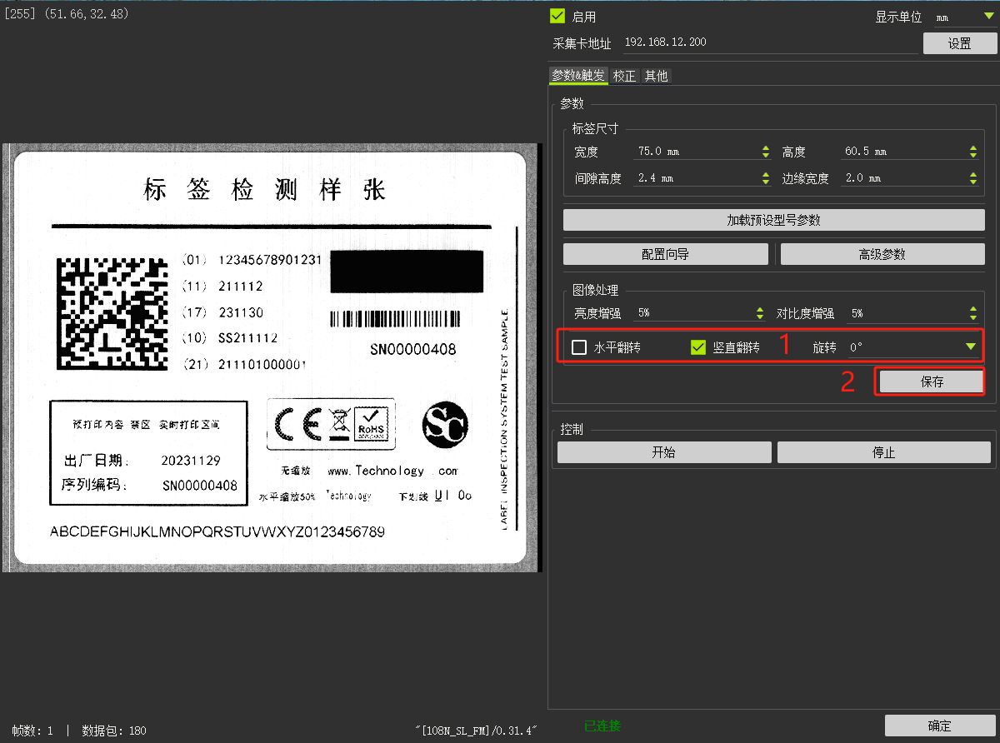 [255] (51.66,32.48)
标签检测样张
(01) 12345678901231
(11) 211112
(17) 231130
(10) SS211112
(21) 211101000001
SN00000408
LABEL INSPECTION SYSTEM TEST SAMPLE
预打印内容 禁区 实时打印区间
出厂日期: 20231129
序列编码: SN00000408
CE
RoHS
SC
无缩放 www.Technology .com
水平缩放50% Technology 下划线
ABCDEFGHIJKLMNOPQRSTUVWXYZ0123456789
帧数: 1 | 数据包: 180
"[108N_SL_FM]/0.31.4"
启用
显示单位 mm
采集卡地址 192.168.12.200
设置
参数&触发 校正 其他
参数
标签尺寸
宽度 75.0 mm 高度 60.5 mm
间隙高度 2.4 mm 边缘宽度 2.0 mm
加载预设型号参数
配置向导 高级参数
图像处理
亮度增强 5% 对比度增强 5%
水平翻转 竖直翻转 1 旋转 0°
2 保存
控制
开始 停止
已连接
确定